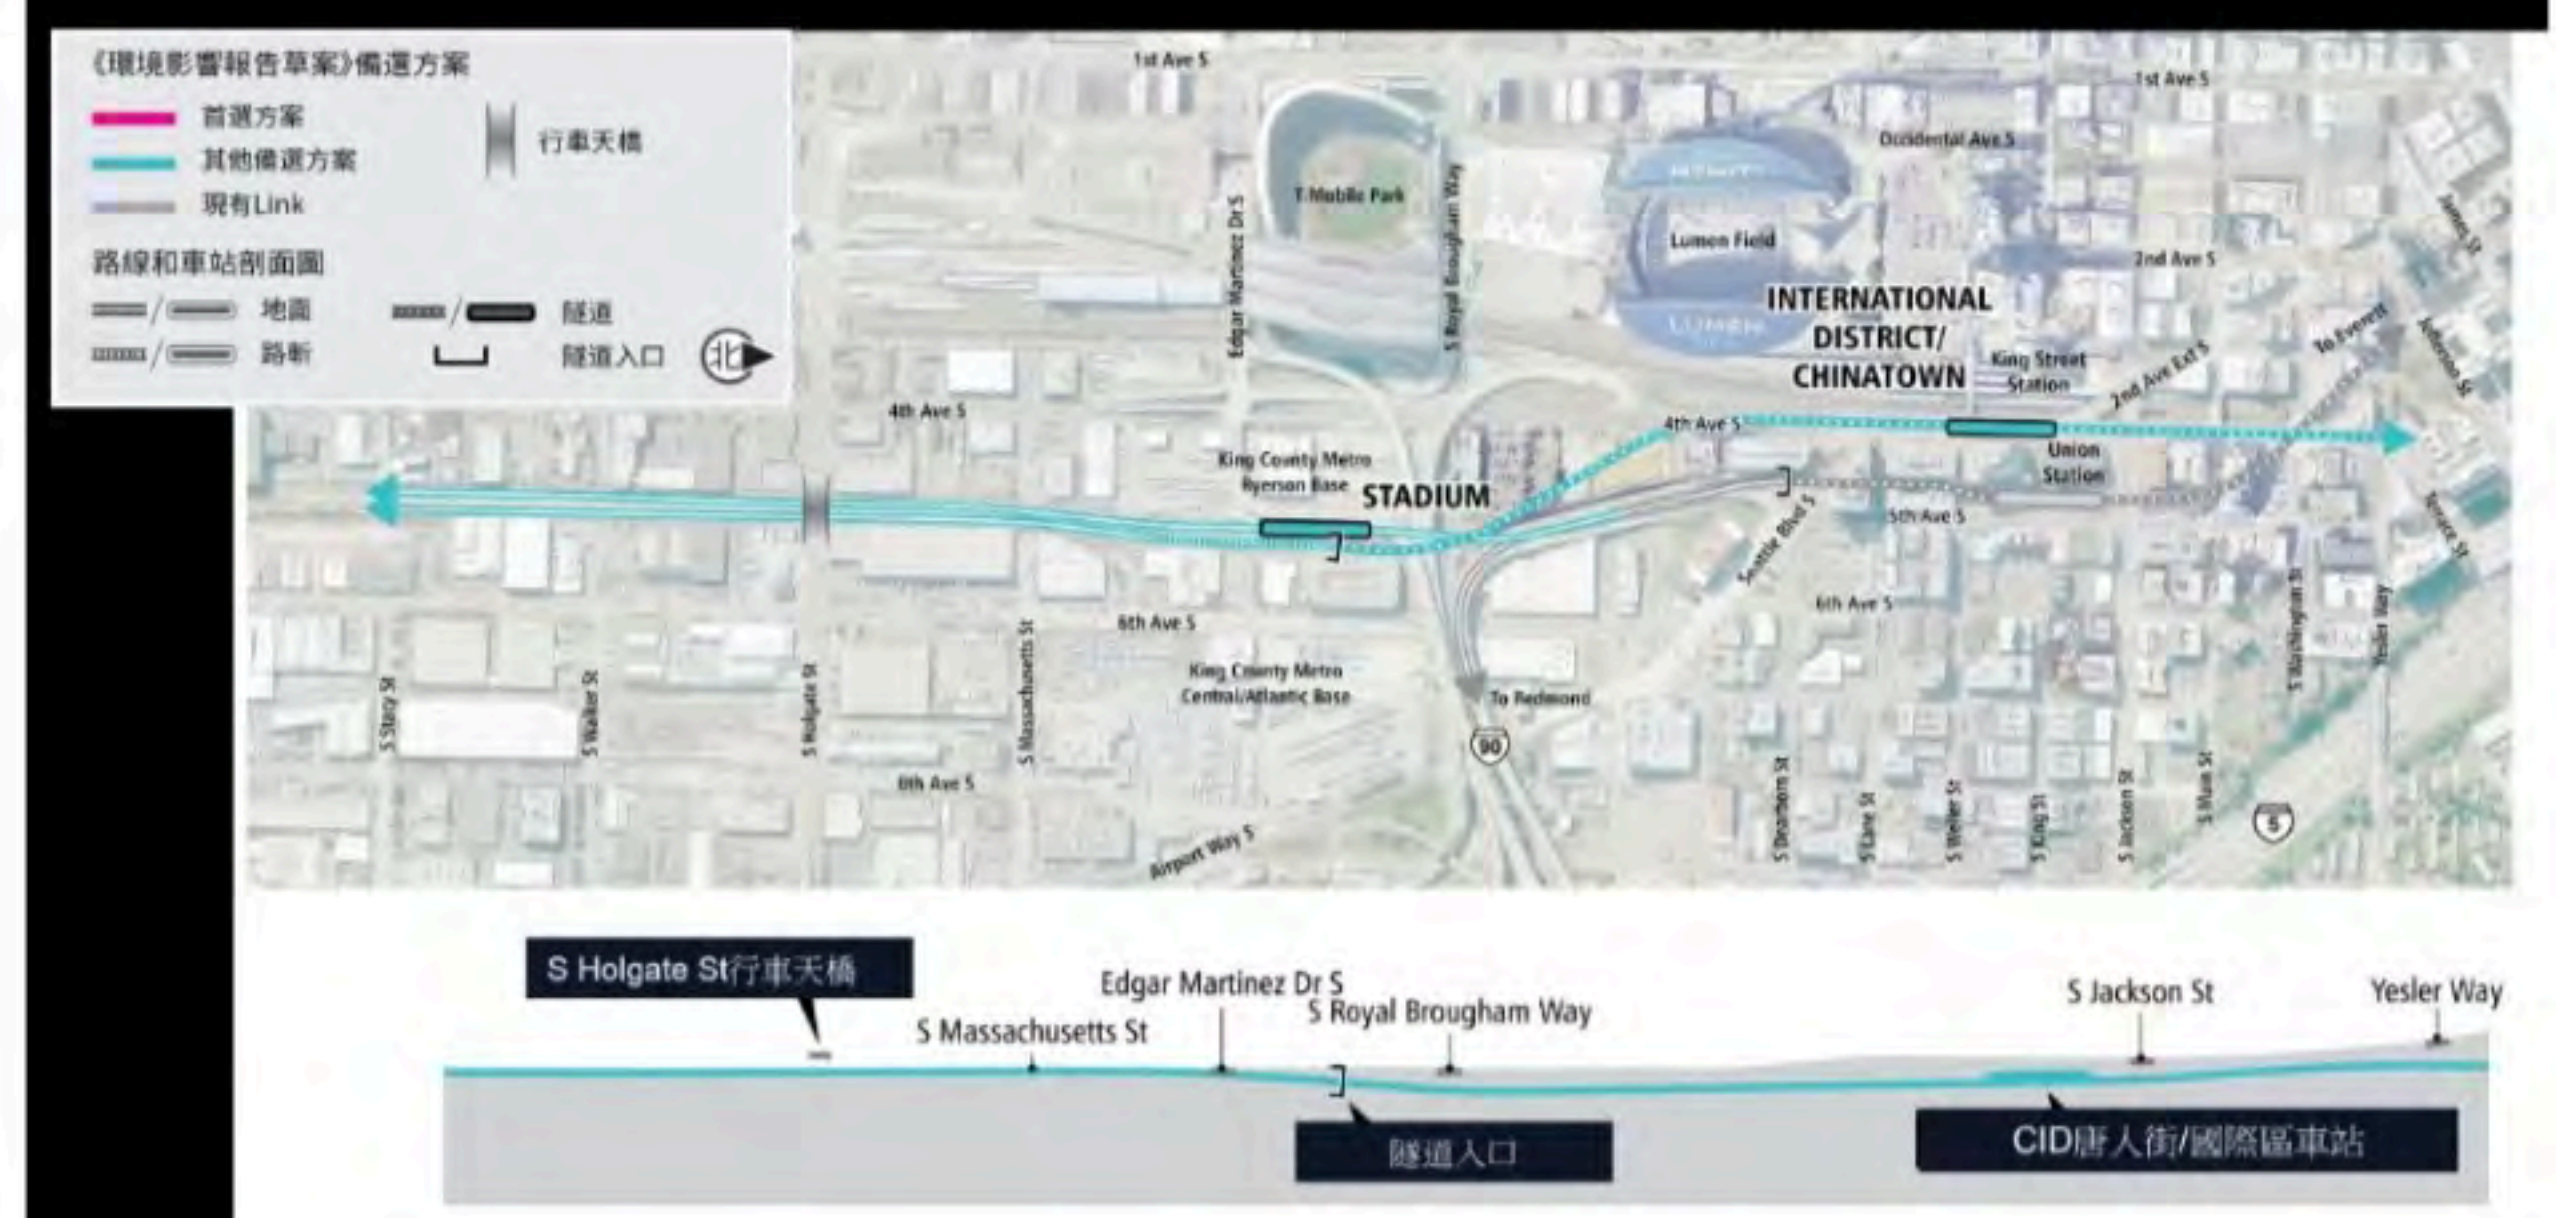 《環境影響報告草案》備選方案
首選方案
其他備選方案
現有Link
行車天橋
路線和車站剖面圖
地面
路塹
隧道
隧道入口
北
1st Ave S
1st Ave S
Occidental Ave S
T-Mobile Park
Lumen Field
LUMEN
2nd Ave S
James St
Edgar Martinez Dr S
S Royal Brougham Way
INTERNATIONAL
DISTRICT/
CHINATOWN
King Street
Station
2nd Ave Ext S
To Everett
Jefferson St
4th Ave S
4th Ave S
King County Metro
Ryerson Base
STADIUM
Union
Station
5th Ave S
Seattle Blvd S
Terrace St
6th Ave S
6th Ave S
S Washington St
Yesler Way
King County Metro
Central/Atlantic Base
To Redmond
90
S Stacy St
S Walker St
S Holgate St
S Massachusetts St
8th Ave S
Airport Way S
S Dearborn St
S Lane St
S Weller St
S King St
S Jackson St
S Main St
5
S Holgate St行車天橋
S Massachusetts St
Edgar Martinez Dr S
S Royal Brougham Way
S Jackson St
Yesler Way
隧道入口
CID唐人街/國際區車站